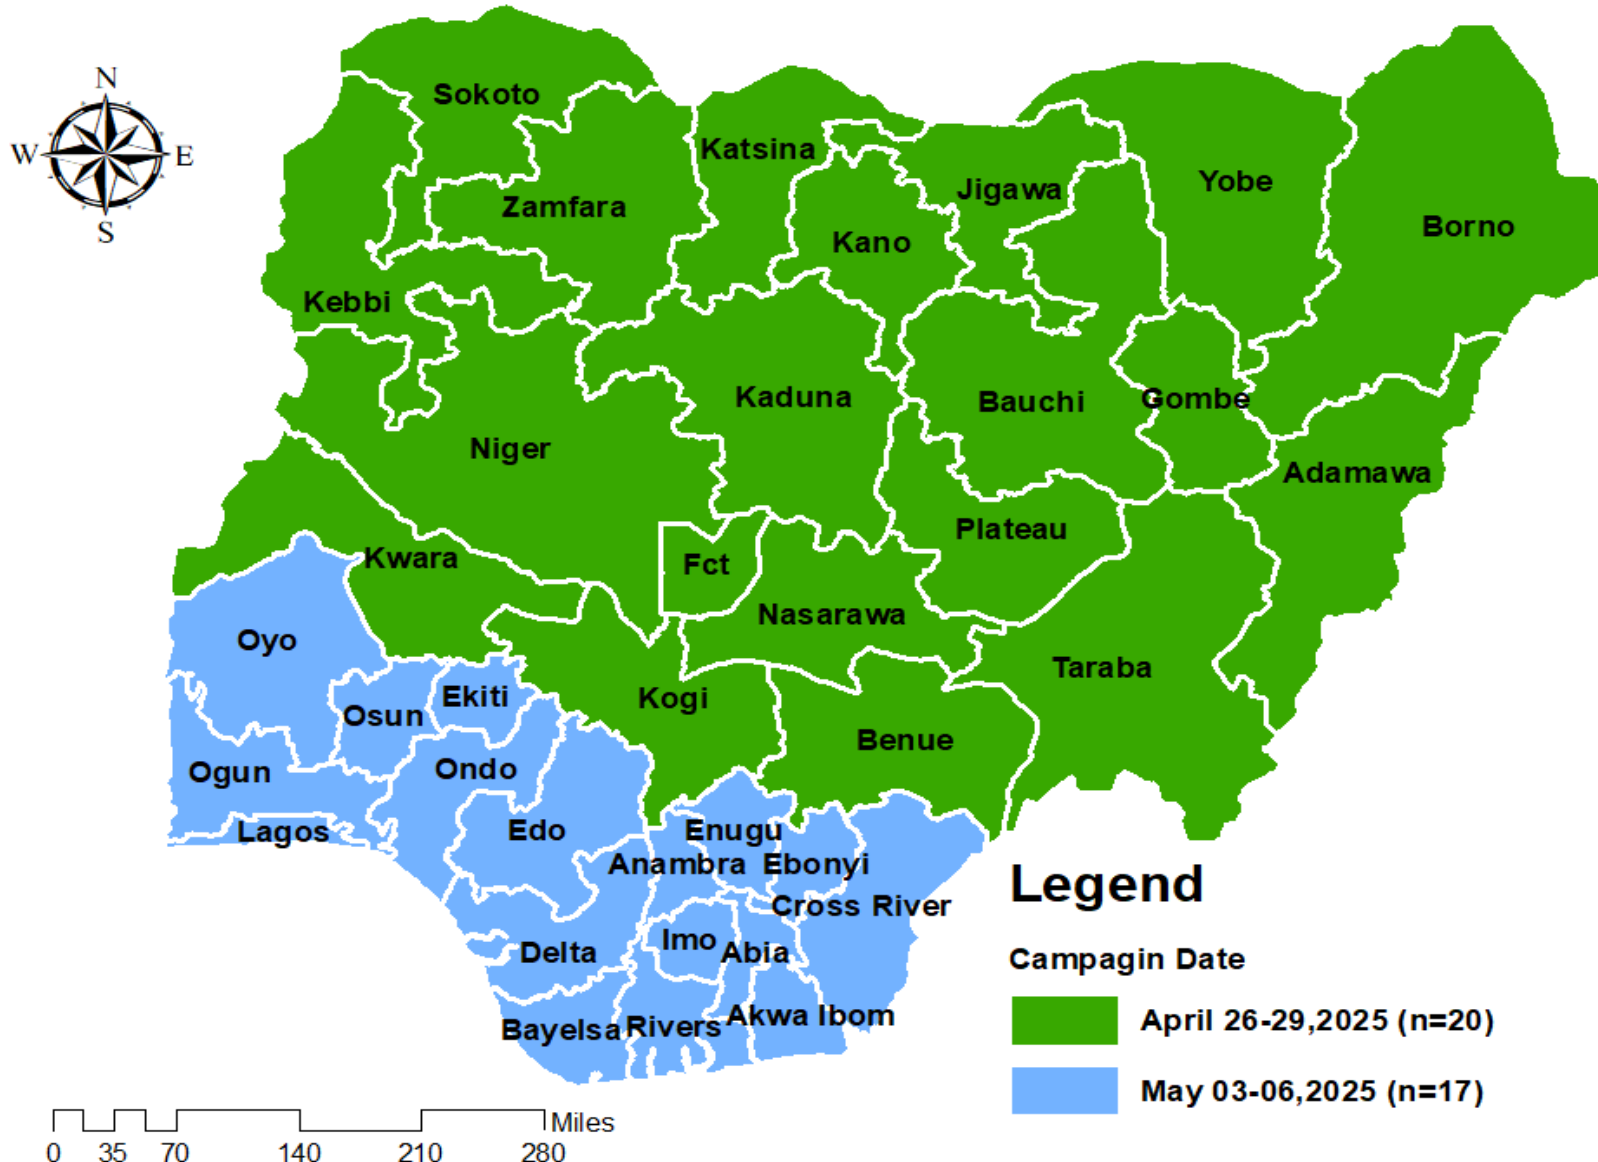 N
W
E
S
Sokoto
Katsina
Zamfara
Jigawa
Yobe
Borno
Kano
Kebbi
Kaduna
Bauchi
Gombe
Niger
Adamawa
Plateau
Kwara
Fct
Nasarawa
Oyo
Taraba
Ekiti
Kogi
Osun
Benue
Ogun
Ondo
Lagos
Edo
Enugu
Anambra
Ebonyi
Cross River
Imo
Abia
Delta
Bayelsa
Rivers
Akwa Ibom
Legend
Campagin Date
April 26-29,2025 (n=20)
May 03-06,2025 (n=17)
Miles
0 35 70 140 210 280